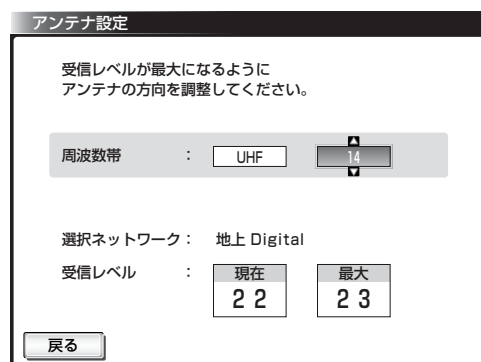 アンテナ設定
受信レベルが最大になるように
アンテナの方向を調整してください。
周波数帯 : UHF 14
選択ネットワーク: 地上 Digital
受信レベル : 現在 最大
22 23
戻る